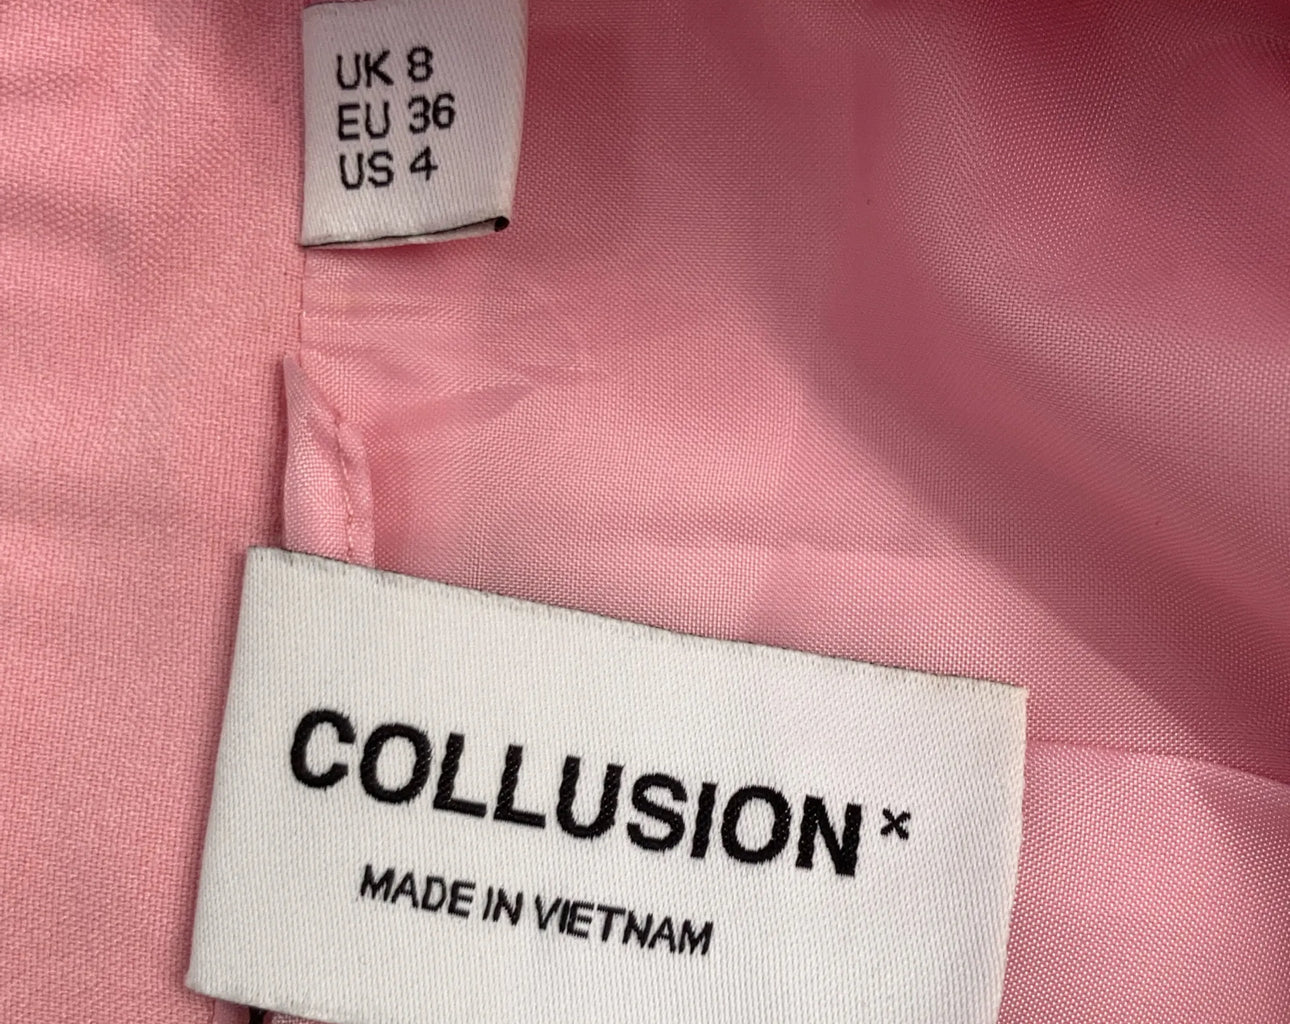 UK 8
EU 36
US 4
COLLUSION×
MADE IN VIETNAM